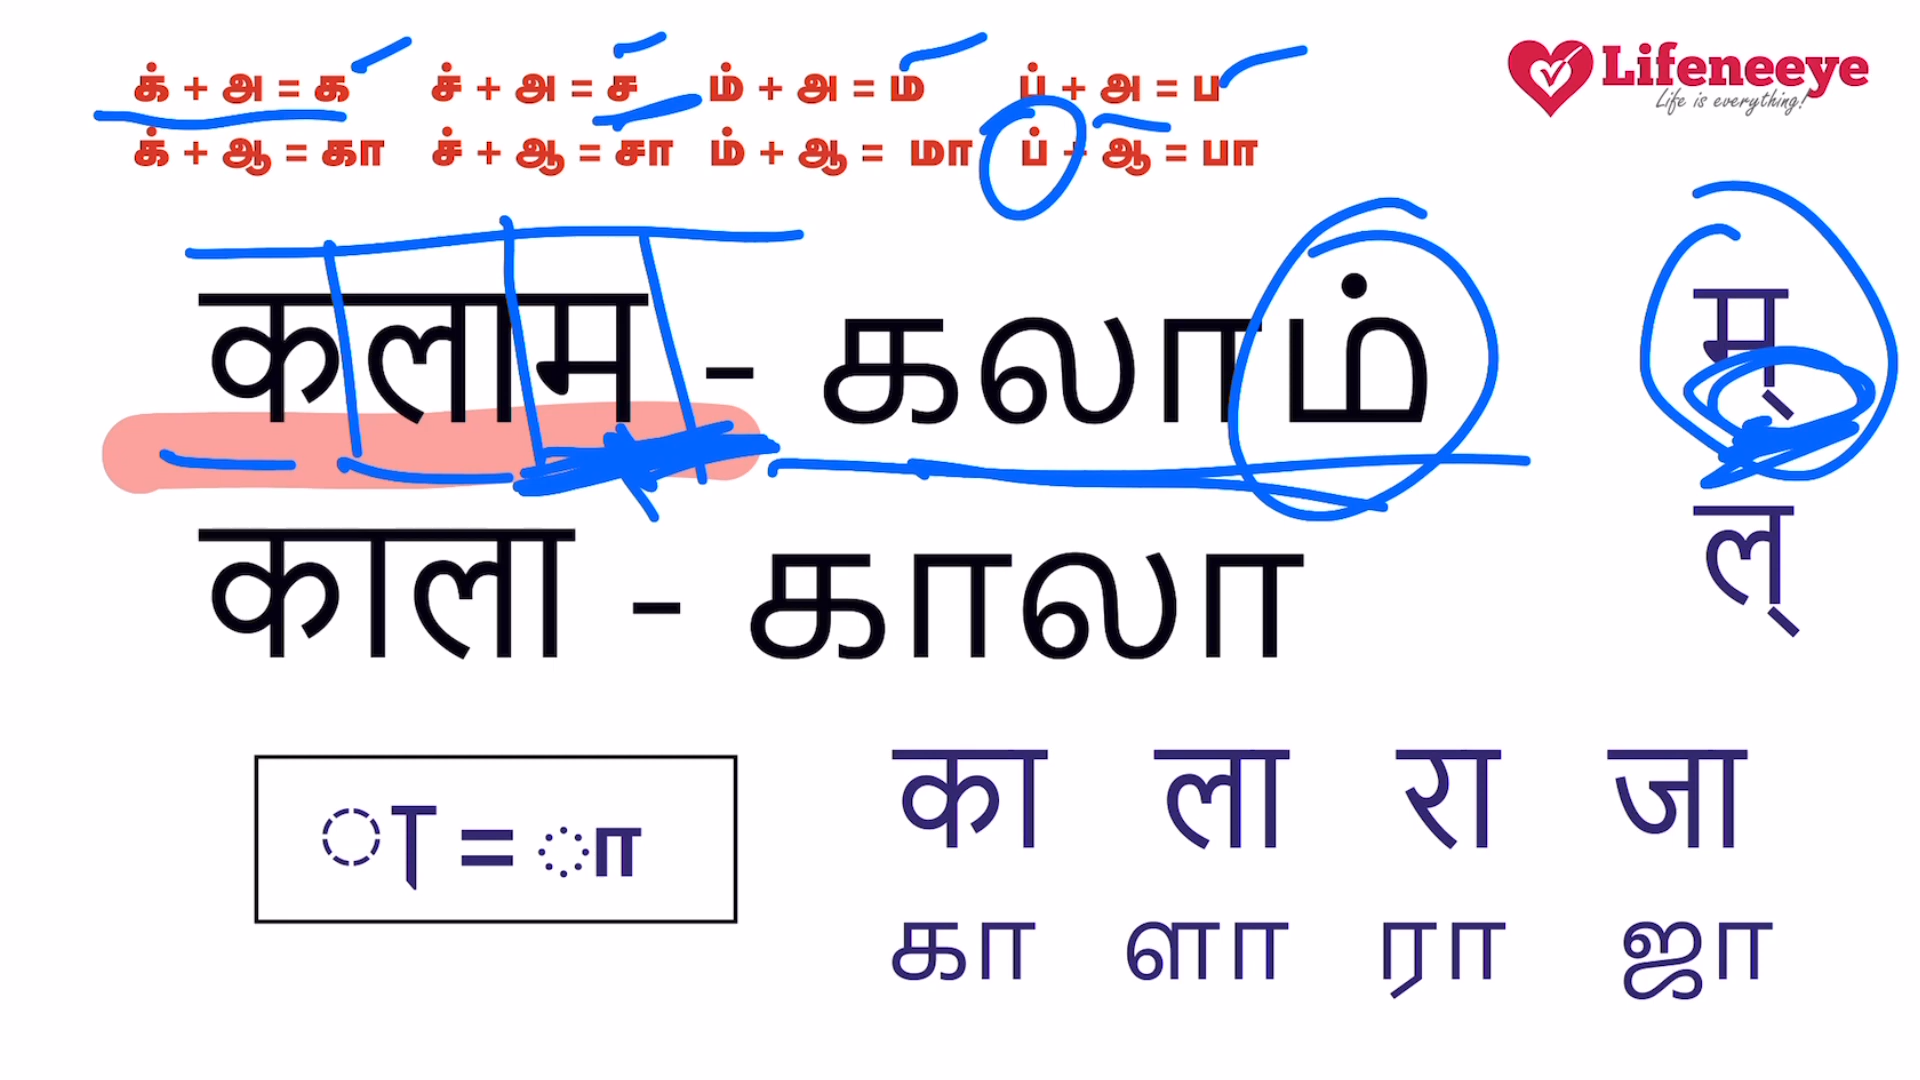 க் + அ = க ச் + அ = ச ம் + அ = ம ப் + அ = ப
க் + ஆ = கா ச் + ஆ = சா ம் + ஆ = மா ப் + ஆ = பா
Lifeneeye
Life is everything!
कलाम - கலாம்
म्
काला - காலா
ल्
ा = ா
का ला रा जा
கா ளா ரா ஜா